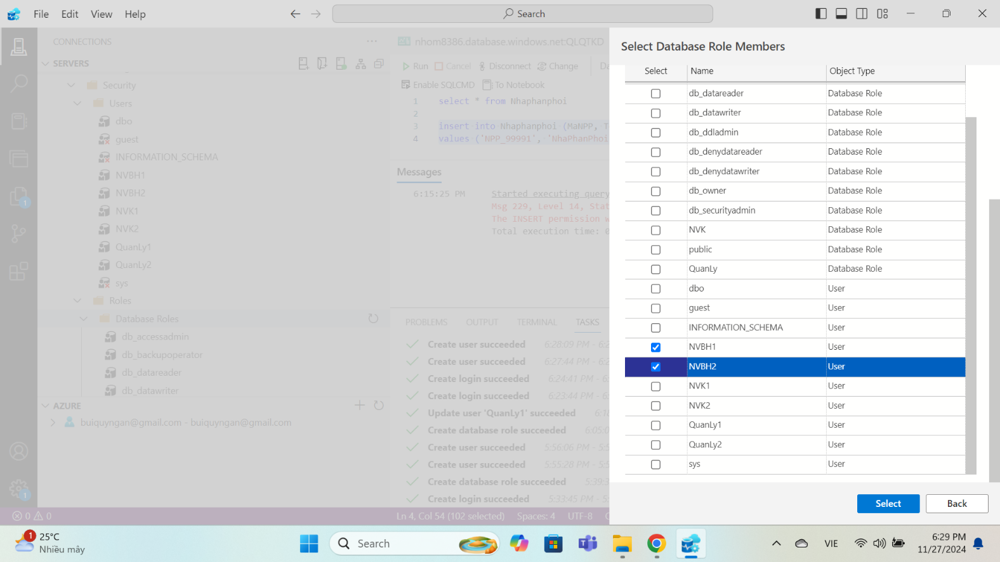 File Edit View Help
Search
CONNECTIONS
SERVERS
Security
Users
dbo
guest
INFORMATION_SCHEMA
NVBH1
NVBH2
NVK1
NVK2
QuanLy1
QuanLy2
sys
Roles
Database Roles
db_accessadmin
db_backupoperator
db_datareader
db_datawriter
AZURE
buiquyngan@gmail.com - buiquyngan@gmail.com
nhom8386.database.windows.net:QLQTKD
Run Cancel Disconnect Change Da
Enable SQLCMD To Notebook
1 select * from Nhaphanphoi
2
3 insert into Nhaphanphoi (MaNPP, T
4 values ('NPP_99991', 'NhaPhanPhoi
Messages
6:15:25 PM Started executing query
Msg 229, Level 14, Stat
The INSERT permission w
Total execution time: 0
PROBLEMS OUTPUT TERMINAL TASKS
Create user succeeded 6:28:09 PM - 6:2
Create user succeeded 6:27:44 PM - 6:2
Create login succeeded 6:24:41 PM - 6:
Create login succeeded 6:23:44 PM - 6:
Update user 'QuanLy1' succeeded 6:18
Create database role succeeded 6:05:0
Create user succeeded 5:56:06 PM - 5:5
Create user succeeded 5:55:28 PM - 5:5
Create database role succeeded 5:39:3
Create login succeeded 5:33:45 PM - 5:
Select Database Role Members
Select Name Object Type
db_datareader Database Role
db_datawriter Database Role
db_ddladmin Database Role
db_denydatareader Database Role
db_denydatawriter Database Role
db_owner Database Role
db_securityadmin Database Role
NVK Database Role
public Database Role
QuanLy Database Role
dbo User
guest User
INFORMATION_SCHEMA User
NVBH1 User
NVBH2 User
NVK1 User
NVK2 User
QuanLy1 User
QuanLy2 User
sys User
Select Back
1
1
0 0
Ln 4, Col 54 (102 selected) Spaces: 4 UTF-8
1
25°C
Nhiều mây
Search
VIE
6:29 PM
11/27/2024